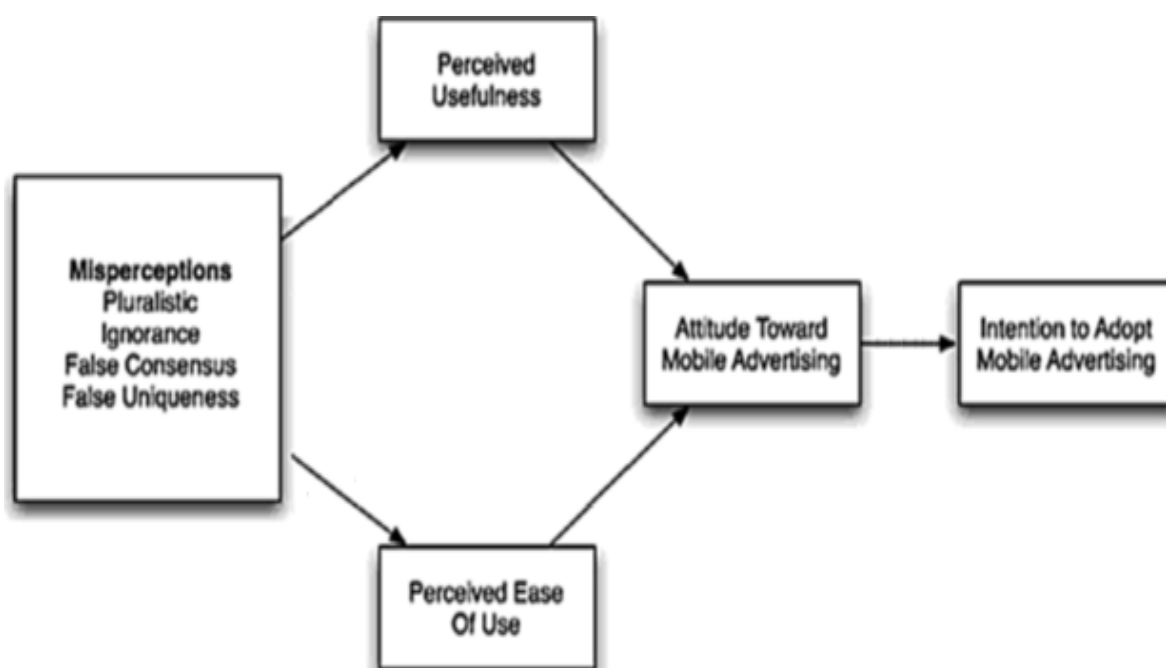 Perceived
Usefulness
Misperceptions
Pluralistic
Ignorance
False Consensus
False Uniqueness
Attitude Toward
Mobile Advertising
Intention to Adopt
Mobile Advertising
Perceived Ease
Of Use